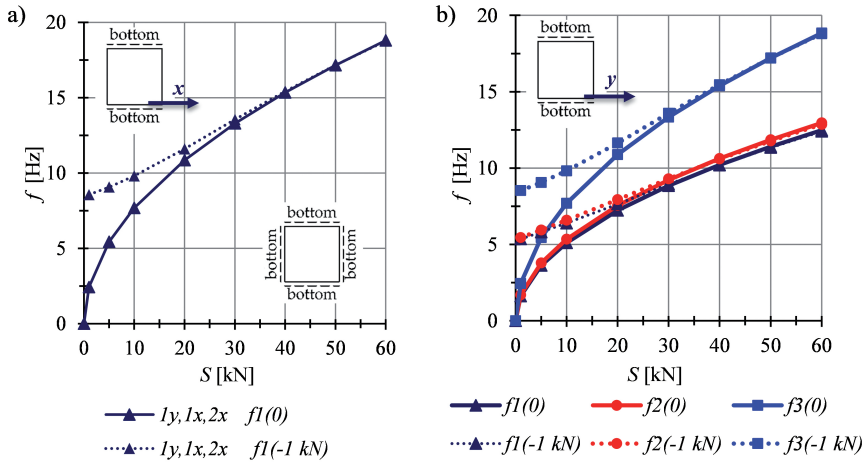 a)
20
15
10
5
0
f [Hz]
bottom
x
bottom
bottom
bottom
bottom
bottom
0 10 20 30 40 50 60
S [kN]
1y,1x,2x f1(0)
1y,1x,2x f1(-1 kN)
b)
20
15
10
5
0
f [Hz]
bottom
y
bottom
0 10 20 30 40 50 60
S [kN]
f1(0) f2(0) f3(0)
f1(-1 kN) f2(-1 kN) f3(-1 kN)